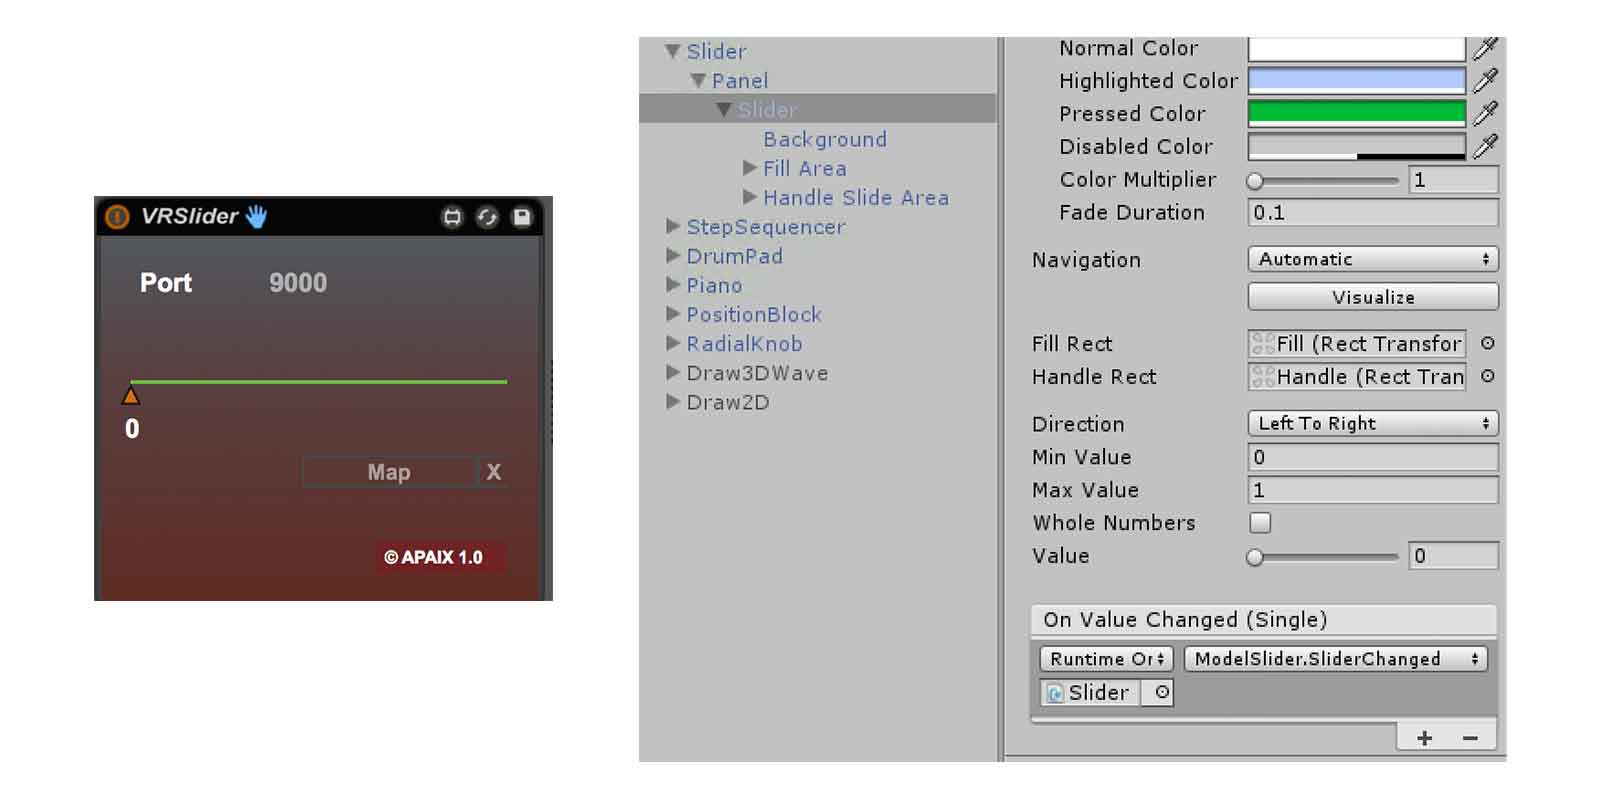 VRSlider
Port 9000
0
Map X
© APAIX 1.0
Slider
Panel
Slider
Background
Fill Area
Handle Slide Area
StepSequencer
DrumPad
Piano
PositionBlock
RadialKnob
Draw3DWave
Draw2D
Normal Color
Highlighted Color
Pressed Color
Disabled Color
Color Multiplier 1
Fade Duration 0.1
Navigation Automatic
Visualize
Fill Rect Fill (Rect Transfor
Handle Rect Handle (Rect Tran
Direction Left To Right
Min Value 0
Max Value 1
Whole Numbers
Value 0
On Value Changed (Single)
Runtime Or ModelSlider.SliderChanged
Slider
+ −